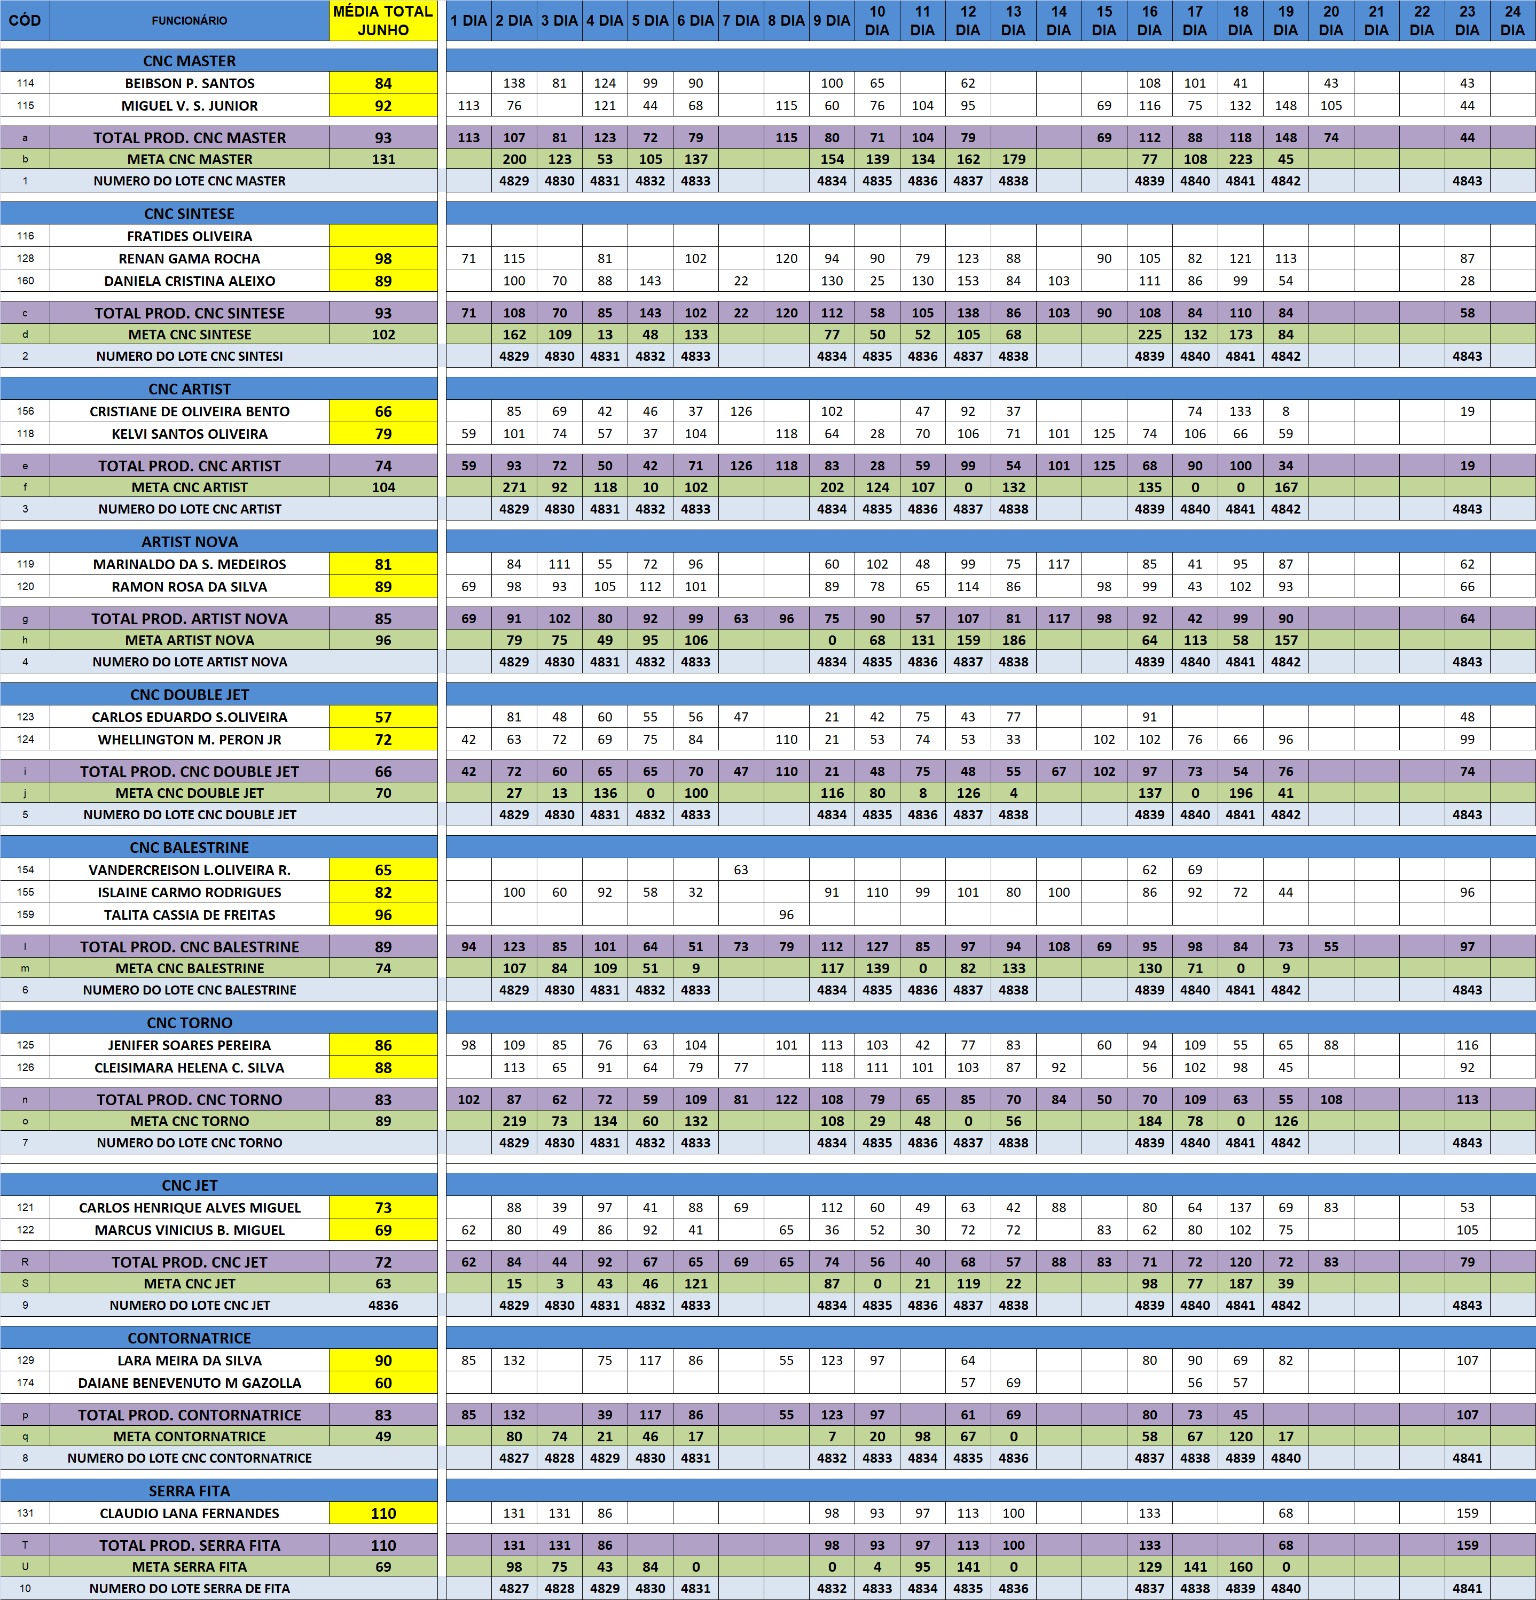 CÓD FUNCIONÁRIO MÉDIA TOTAL JUNHO 1 DIA 2 DIA 3 DIA 4 DIA 5 DIA 6 DIA 7 DIA 8 DIA 9 DIA 10 DIA 11 DIA 12 DIA 13 DIA 14 DIA 15 DIA 16 DIA 17 DIA 18 DIA 19 DIA 20 DIA 21 DIA 22 DIA 23 DIA 24 DIA
CNC MASTER
114 BEIBSON P. SANTOS 84 138 81 124 99 90 100 65 62 108 101 41 43 43
115 MIGUEL V. S. JUNIOR 92 113 76 121 44 68 115 60 76 104 95 69 116 75 132 148 105 44
a TOTAL PROD. CNC MASTER 93 113 107 81 123 72 79 115 80 71 104 79 69 112 88 118 148 74 44
b META CNC MASTER 131 200 123 53 105 137 154 139 134 162 179 77 108 223 45
1 NUMERO DO LOTE CNC MASTER 4829 4830 4831 4832 4833 4834 4835 4836 4837 4838 4839 4840 4841 4842 4843
CNC SINTESE
116 FRATIDES OLIVEIRA
128 RENAN GAMA ROCHA 98 71 115 81 102 120 94 90 79 123 88 90 105 82 121 113 87
160 DANIELA CRISTINA ALEIXO 89 100 70 88 143 22 130 25 130 153 84 103 111 86 99 54 28
c TOTAL PROD. CNC SINTESE 93 71 108 70 85 143 102 22 120 112 58 105 138 86 103 90 108 84 110 84 58
d META CNC SINTESE 102 162 109 13 48 133 77 50 52 105 68 225 132 173 84
2 NUMERO DO LOTE CNC SINTESI 4829 4830 4831 4832 4833 4834 4835 4836 4837 4838 4839 4840 4841 4842 4843
CNC ARTIST
156 CRISTIANE DE OLIVEIRA BENTO 66 85 69 42 46 37 126 102 47 92 37 74 133 8 19
118 KELVI SANTOS OLIVEIRA 79 59 101 74 57 37 104 118 64 28 70 106 71 101 125 74 106 66 59
e TOTAL PROD. CNC ARTIST 74 59 93 72 50 42 71 126 118 83 28 59 99 54 101 125 68 90 100 34 19
f META CNC ARTIST 104 271 92 118 10 102 202 124 107 0 132 135 0 0 167
3 NUMERO DO LOTE CNC ARTIST 4829 4830 4831 4832 4833 4834 4835 4836 4837 4838 4839 4840 4841 4842 4843
ARTIST NOVA
119 MARINALDO DA S. MEDEIROS 81 84 111 55 72 96 60 102 48 99 75 117 85 41 95 87 62
120 RAMON ROSA DA SILVA 89 69 98 93 105 112 101 89 78 65 114 86 98 99 43 102 93 66
g TOTAL PROD. ARTIST NOVA 85 69 91 102 80 92 99 63 96 75 90 57 107 81 117 98 92 42 99 90 64
h META ARTIST NOVA 96 79 75 49 95 106 0 68 131 159 186 64 113 58 157
4 NUMERO DO LOTE ARTIST NOVA 4829 4830 4831 4832 4833 4834 4835 4836 4837 4838 4839 4840 4841 4842 4843
CNC DOUBLE JET
123 CARLOS EDUARDO S.OLIVEIRA 57 81 48 60 55 56 47 21 42 75 43 77 91 48
124 WHELLINGTON M. PERON JR 72 42 63 72 69 75 84 110 21 53 74 53 33 102 102 76 66 96 99
i TOTAL PROD. CNC DOUBLE JET 66 42 72 60 65 65 70 47 110 21 48 75 48 55 67 102 97 73 54 76 74
j META CNC DOUBLE JET 70 27 13 136 0 100 116 80 8 126 4 137 0 196 41
5 NUMERO DO LOTE CNC DOUBLE JET 4829 4830 4831 4832 4833 4834 4835 4836 4837 4838 4839 4840 4841 4842 4843
CNC BALESTRINE
154 VANDERCREISON L.OLIVEIRA R. 65 63 62 69
155 ISLAINE CARMO RODRIGUES 82 100 60 92 58 32 91 110 99 101 80 100 86 92 72 44 96
159 TALITA CASSIA DE FREITAS 96 96
l TOTAL PROD. CNC BALESTRINE 89 94 123 85 101 64 51 73 79 112 127 85 97 94 108 69 95 98 84 73 55 97
m META CNC BALESTRINE 74 107 84 109 51 9 117 139 0 82 133 130 71 0 9
6 NUMERO DO LOTE CNC BALESTRINE 4829 4830 4831 4832 4833 4834 4835 4836 4837 4838 4839 4840 4841 4842 4843
CNC TORNO
125 JENIFER SOARES PEREIRA 86 98 109 85 76 63 104 101 113 103 42 77 83 60 94 109 55 65 88 116
126 CLEISIMARA HELENA C. SILVA 88 113 65 91 64 79 77 118 111 101 103 87 92 56 102 98 45 92
n TOTAL PROD. CNC TORNO 83 102 87 62 72 59 109 81 122 108 79 65 85 70 84 50 70 109 63 55 108 113
o META CNC TORNO 89 219 73 134 60 132 108 29 48 0 56 184 78 0 126
7 NUMERO DO LOTE CNC TORNO 4829 4830 4831 4832 4833 4834 4835 4836 4837 4838 4839 4840 4841 4842 4843
CNC JET
121 CARLOS HENRIQUE ALVES MIGUEL 73 88 39 97 41 88 69 112 60 49 63 42 88 80 64 137 69 83 53
122 MARCUS VINICIUS B. MIGUEL 69 62 80 49 86 92 41 65 36 52 30 72 72 83 62 80 102 75 105
R TOTAL PROD. CNC JET 72 62 84 44 92 67 65 69 65 74 56 40 68 57 88 83 71 72 120 72 83 79
S META CNC JET 63 15 3 43 46 121 87 0 21 119 22 98 77 187 39
9 NUMERO DO LOTE CNC JET 4836 4829 4830 4831 4832 4833 4834 4835 4836 4837 4838 4839 4840 4841 4842 4843
CONTORNATRICE
129 LARA MEIRA DA SILVA 90 85 132 75 117 86 55 123 97 64 80 90 69 82 107
174 DAIANE BENEVENUTO M GAZOLLA 60 57 69 56 57
p TOTAL PROD. CONTORNATRICE 83 85 132 39 117 86 55 123 97 61 69 80 73 45 107
q META CONTORNATRICE 49 80 74 21 46 17 7 20 98 67 0 58 67 120 17
8 NUMERO DO LOTE CNC CONTORNATRICE 4827 4828 4829 4830 4831 4832 4833 4834 4835 4836 4837 4838 4839 4840 4841
SERRA FITA
131 CLAUDIO LANA FERNANDES 110 131 131 86 98 93 97 113 100 133 68 159
T TOTAL PROD. SERRA FITA 110 131 131 86 98 93 97 113 100 133 68 159
U META SERRA FITA 69 98 75 43 84 0 0 4 95 141 0 129 141 160 0
10 NUMERO DO LOTE SERRA DE FITA 4827 4828 4829 4830 4831 4832 4833 4834 4835 4836 4837 4838 4839 4840 4841